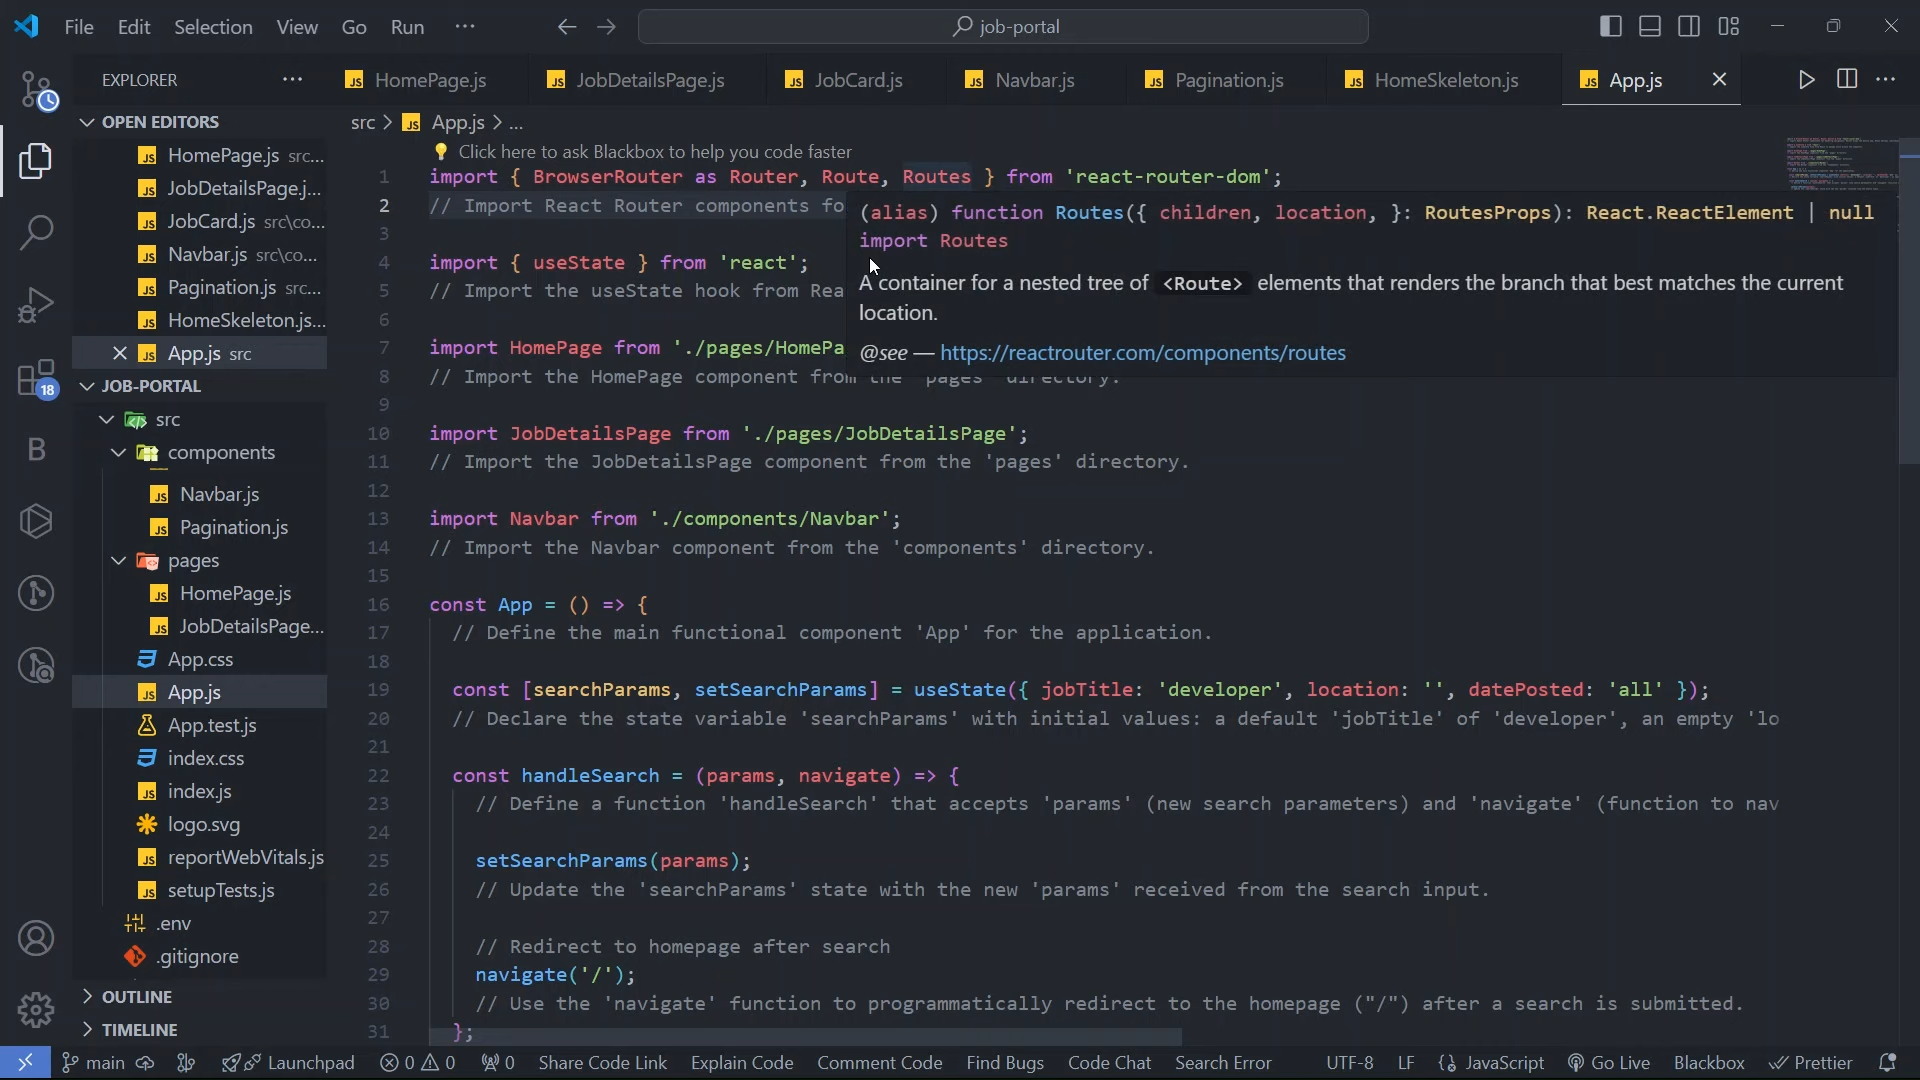 File Edit Selection View Go Run ··· job-portal
EXPLORER ···
HomePage.js JobDetailsPage.js JobCard.js Navbar.js Pagination.js HomeSkeleton.js App.js
OPEN EDITORS
HomePage.js src...
JobDetailsPage.j...
JobCard.js src\co...
Navbar.js src\co...
Pagination.js src...
HomeSkeleton.js...
App.js src
18
JOB-PORTAL
src
components
Navbar.js
Pagination.js
pages
HomePage.js
JobDetailsPage...
App.css
App.js
App.test.js
index.css
index.js
logo.svg
reportWebVitals.js
setupTests.js
.env
.gitignore
OUTLINE
TIMELINE
src > App.js > ...
Click here to ask Blackbox to help you code faster
1 import { BrowserRouter as Router, Route, Routes } from 'react-router-dom';
2 // Import React Router components fo
3
4 import { useState } from 'react';
5 // Import the useState hook from Rea
6
7 import HomePage from './pages/HomePa
8 // Import the HomePage component from the 'pages' directory.
9
10 import JobDetailsPage from './pages/JobDetailsPage';
11 // Import the JobDetailsPage component from the 'pages' directory.
12
13 import Navbar from './components/Navbar';
14 // Import the Navbar component from the 'components' directory.
15
16 const App = () => {
17 // Define the main functional component 'App' for the application.
18
19 const [searchParams, setSearchParams] = useState({ jobTitle: 'developer', location: '', datePosted: 'all' });
20 // Declare the state variable 'searchParams' with initial values: a default 'jobTitle' of 'developer', an empty 'lo
21
22 const handleSearch = (params, navigate) => {
23 // Define a function 'handleSearch' that accepts 'params' (new search parameters) and 'navigate' (function to nav
24
25 setSearchParams(params);
26 // Update the 'searchParams' state with the new 'params' received from the search input.
27
28 // Redirect to homepage after search
29 navigate('/');
30 // Use the 'navigate' function to programmatically redirect to the homepage ("/") after a search is submitted.
31 };
(alias) function Routes({ children, location, }: RoutesProps): React.ReactElement | null
import Routes
A container for a nested tree of <Route> elements that renders the branch that best matches the current
location.
@see — https://reactrouter.com/components/routes
main Launchpad 0 0 0 Share Code Link Explain Code Comment Code Find Bugs Code Chat Search Error UTF-8 LF {} JavaScript Go Live Blackbox Prettier